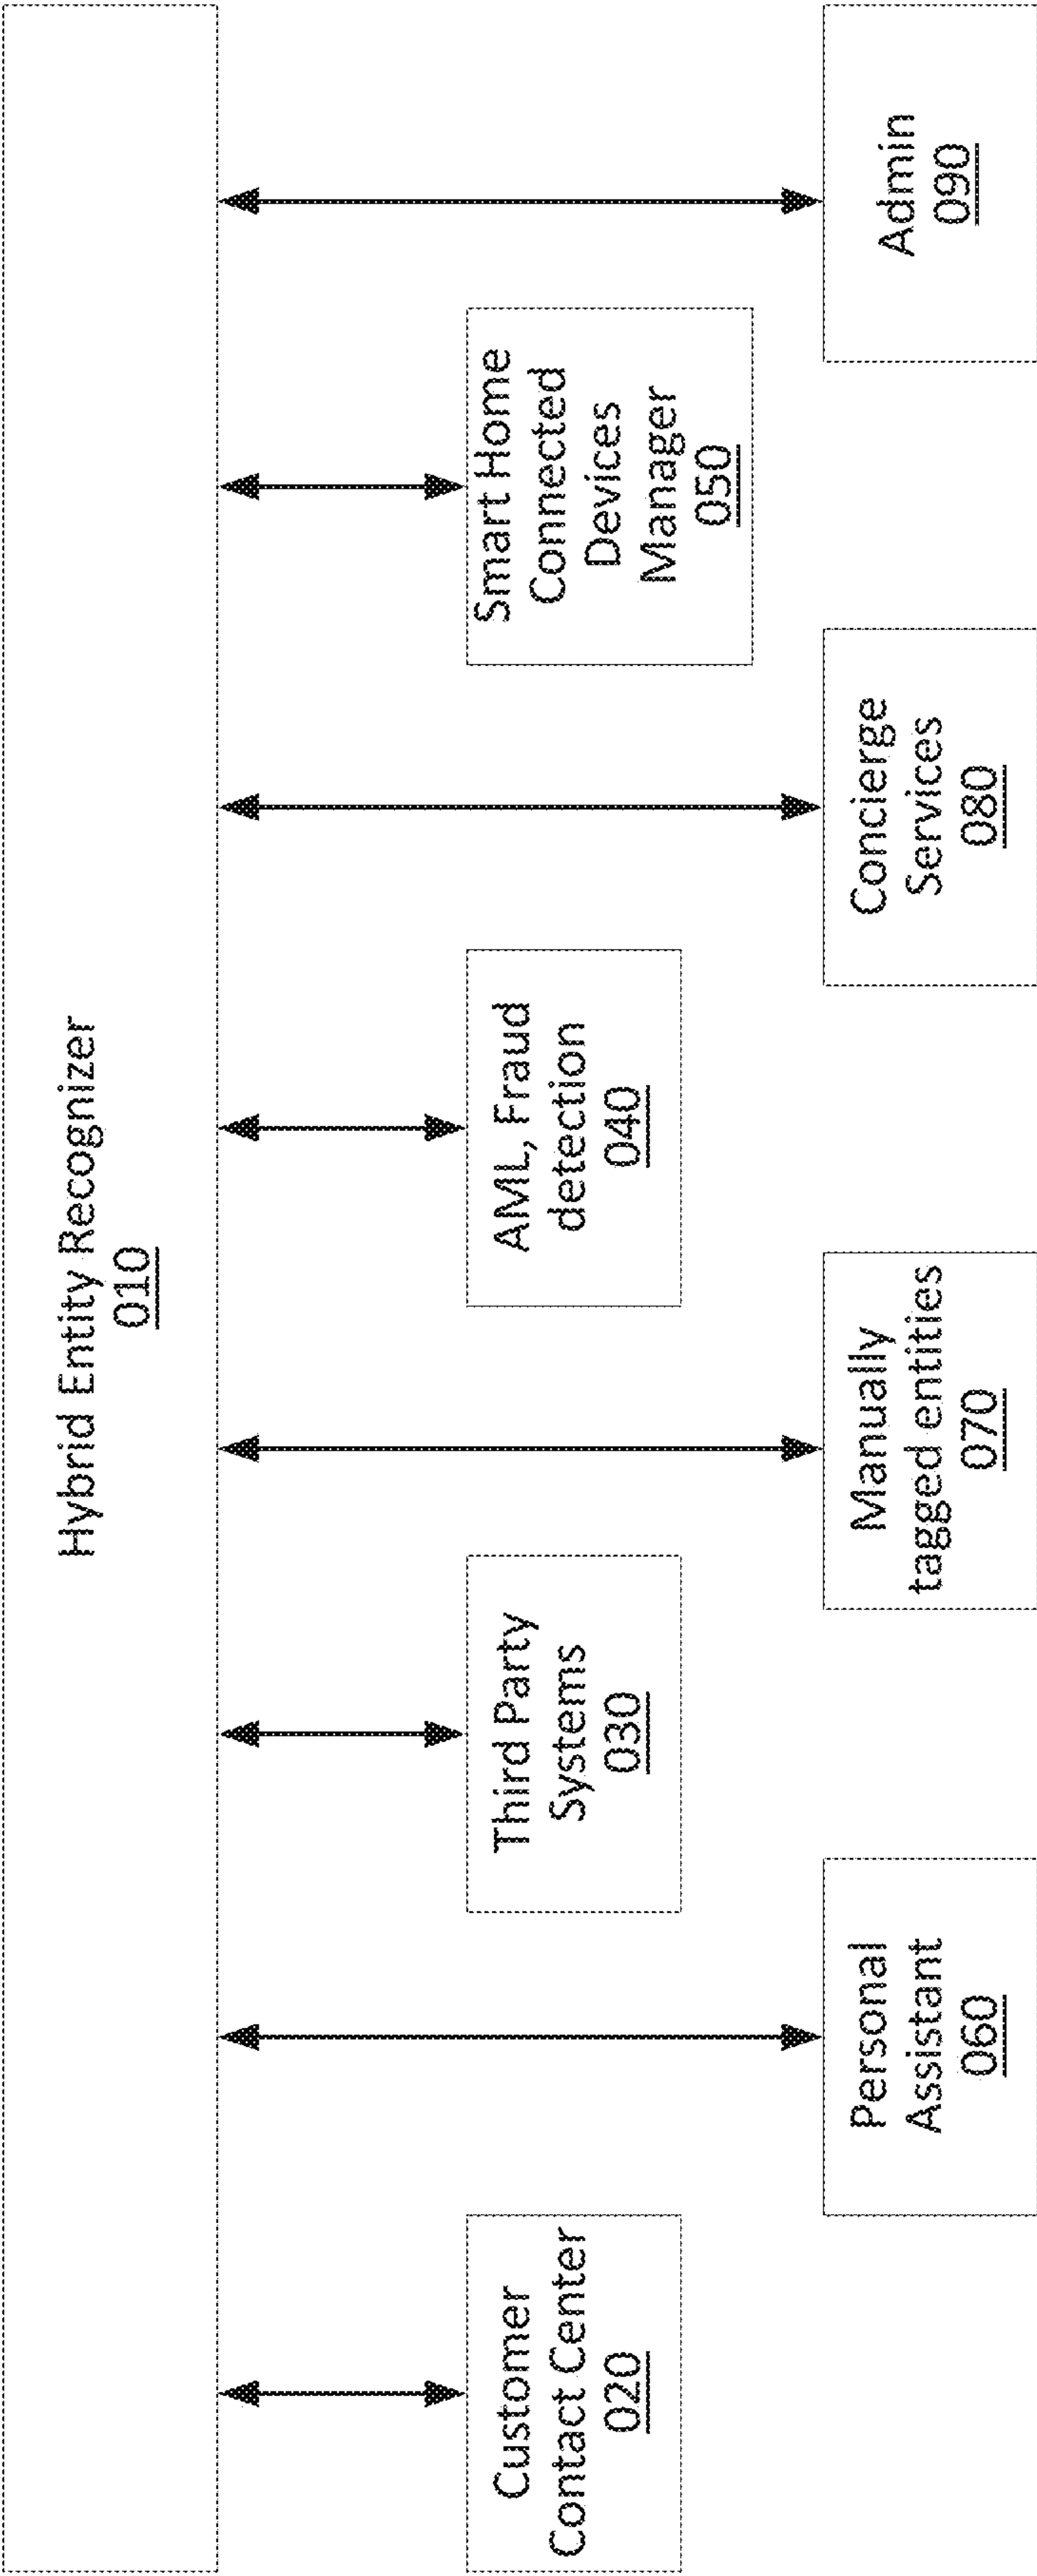 Hybrid Entity Recognizer
010
Customer
Contact Center
020
Third Party
Systems
030
AML, Fraud
detection
040
Smart Home
Connected
Devices
Manager
050
Personal
Assistant
060
Manually
tagged entities
070
Concierge
Services
080
Admin
090